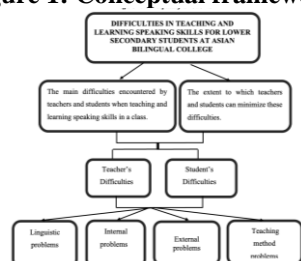 gure 1: Conceptual framew
DIFFICULTIES IN TEACHING AND
LEARNING SPEAKING SKILLS FOR LOWER
SECONDARY STUDENTS AT ASIAN
BILINGUAL COLLEGE
The main difficulties encountered by
teachers and students when teaching and
learning speaking skills in a class.
The extent to which teachers
and students can minimize these
difficulties.
Teacher's
Difficulties
Student's
Difficulties
Linguistic
problems
Internal
problems
External
problems
Teaching
method
problems